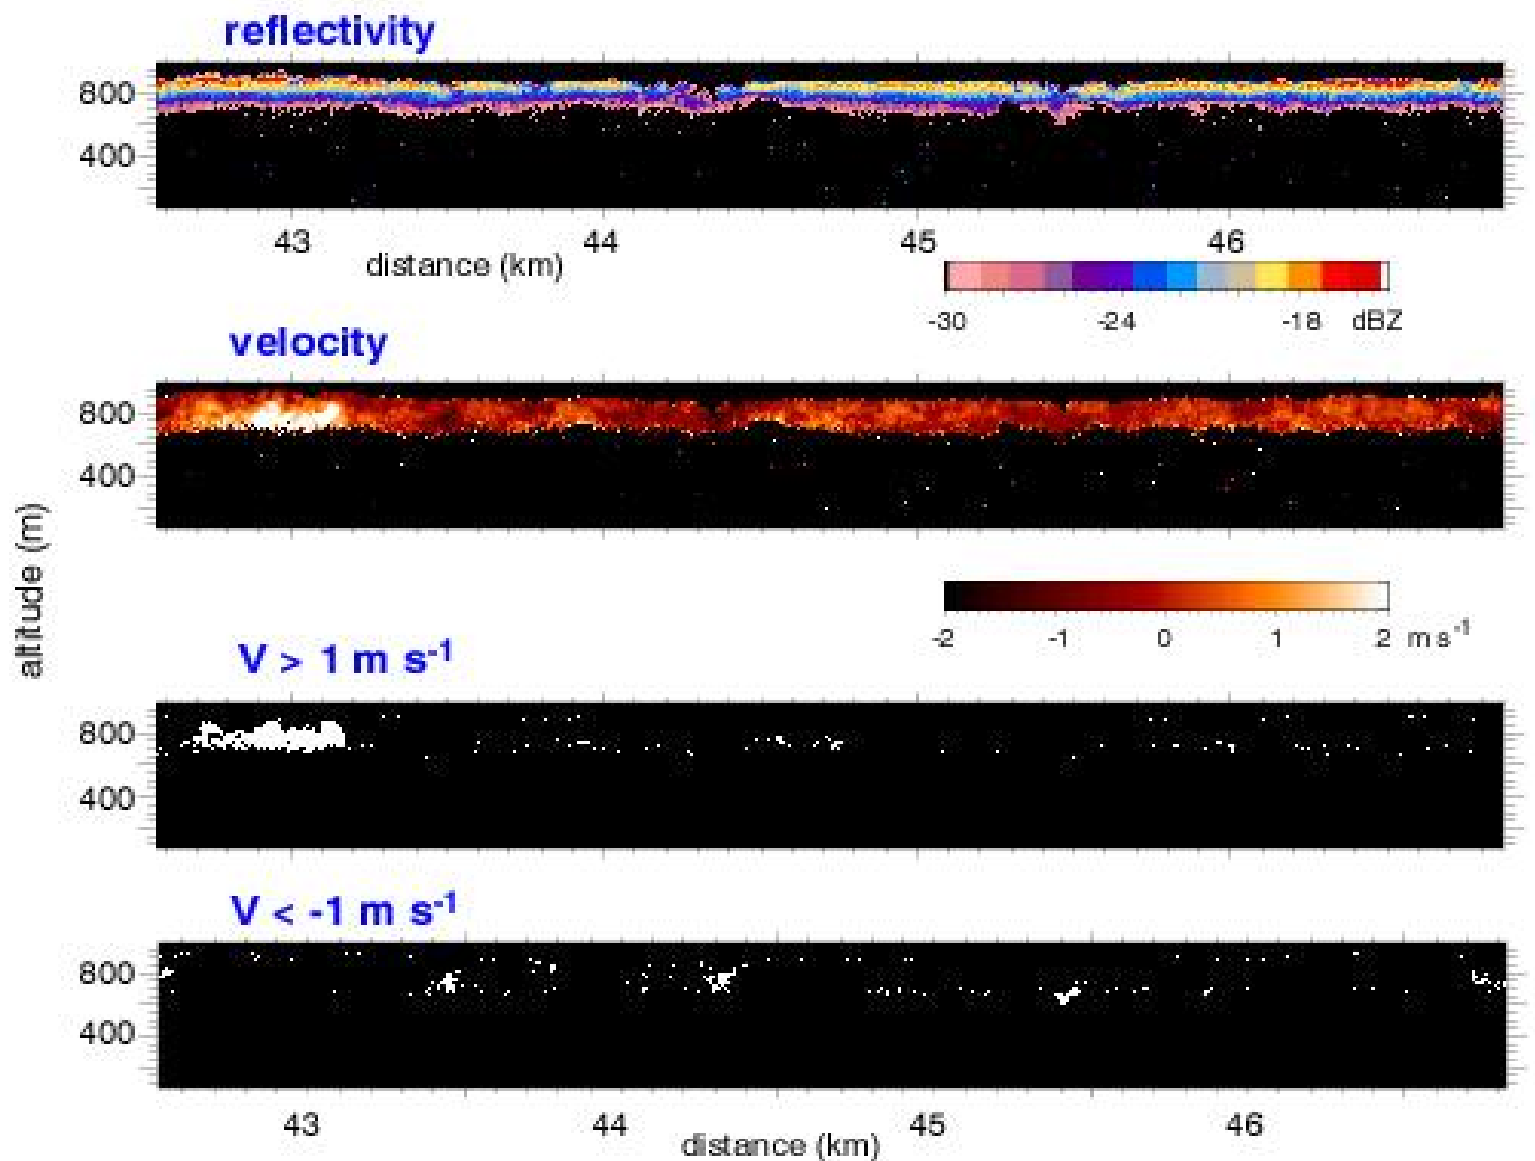 reflectivity
800
400
43 44 45 46
distance (km)
-30 -24 -18 dBZ
velocity
800
400
-2 -1 0 1 2 m s-1
altitude (m)
V > 1 m s-1
800
400
V < -1 m s-1
800
400
43 44 45 46
distance (km)